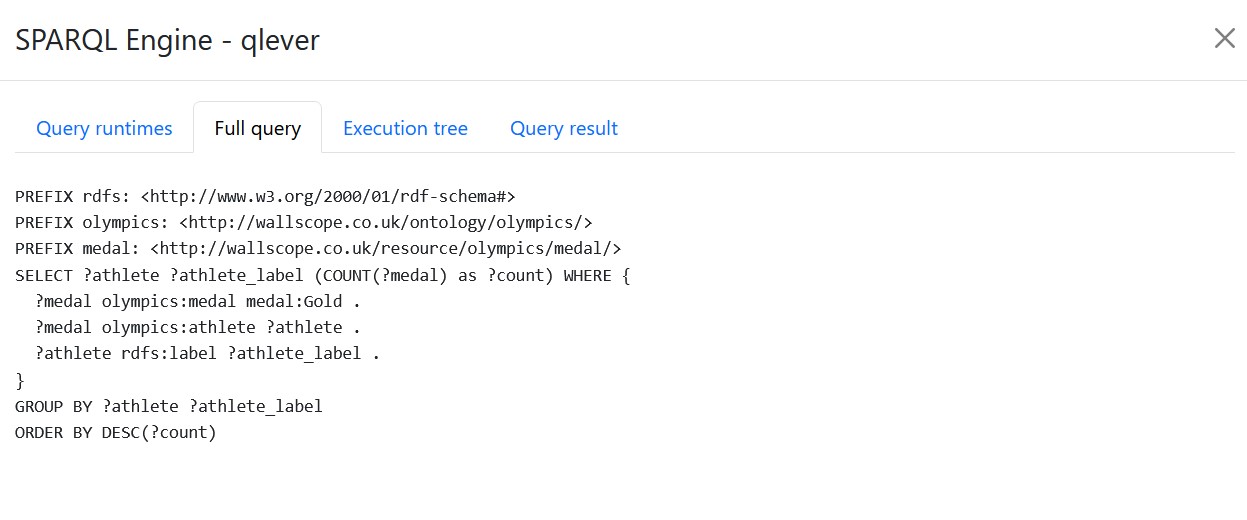 SPARQL Engine - qlever
Query runtimes Full query Execution tree Query result
PREFIX rdfs: <http://www.w3.org/2000/01/rdf-schema#>
PREFIX olympics: <http://wallscope.co.uk/ontology/olympics/>
PREFIX medal: <http://wallscope.co.uk/resource/olympics/medal/>
SELECT ?athlete ?athlete_label (COUNT(?medal) as ?count) WHERE {
  ?medal olympics:medal medal:Gold .
  ?medal olympics:athlete ?athlete .
  ?athlete rdfs:label ?athlete_label .
}
GROUP BY ?athlete ?athlete_label
ORDER BY DESC(?count)